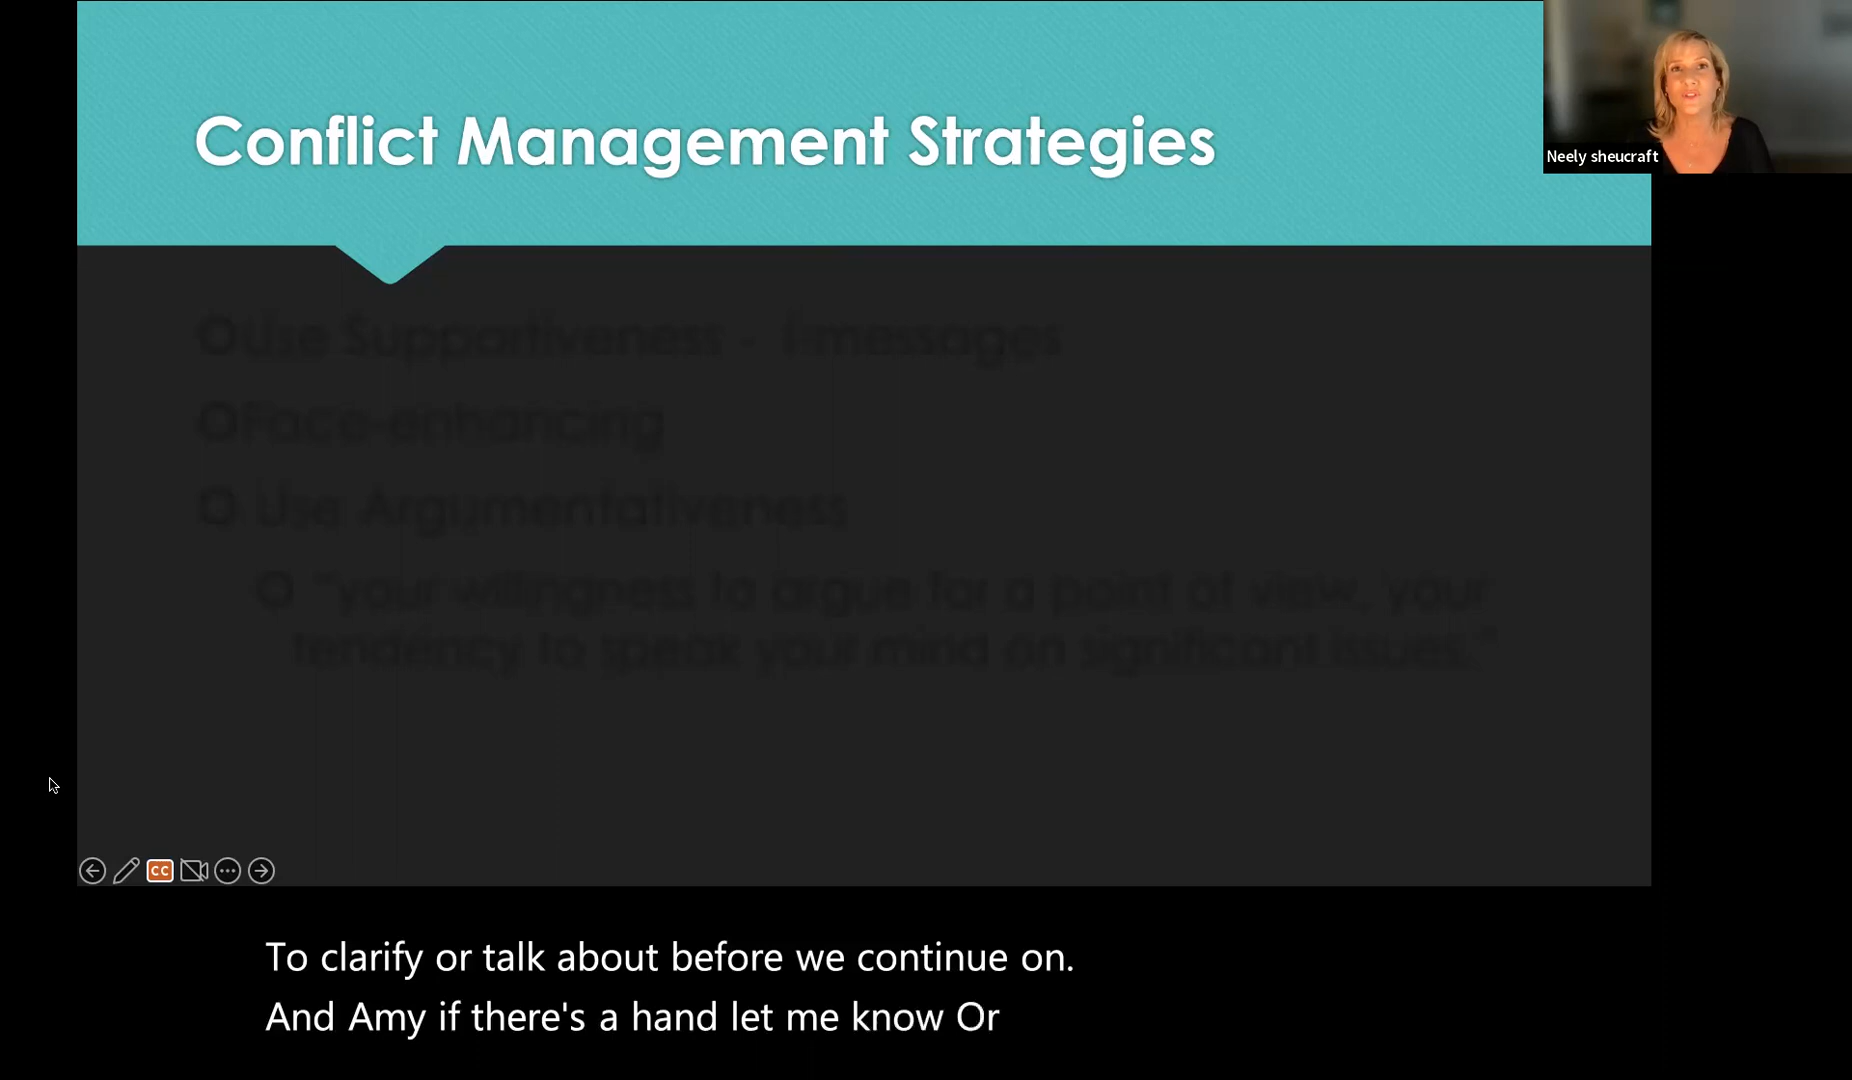 Conflict Management Strategies
Neely sheucraft
Use Supportiveness - I-messages
Face-enhancing
Use Argumentativeness
"your willingness to argue for a point of view, your
tendency to speak your mind on significant issues."
CC
To clarify or talk about before we continue on.
And Amy if there's a hand let me know Or